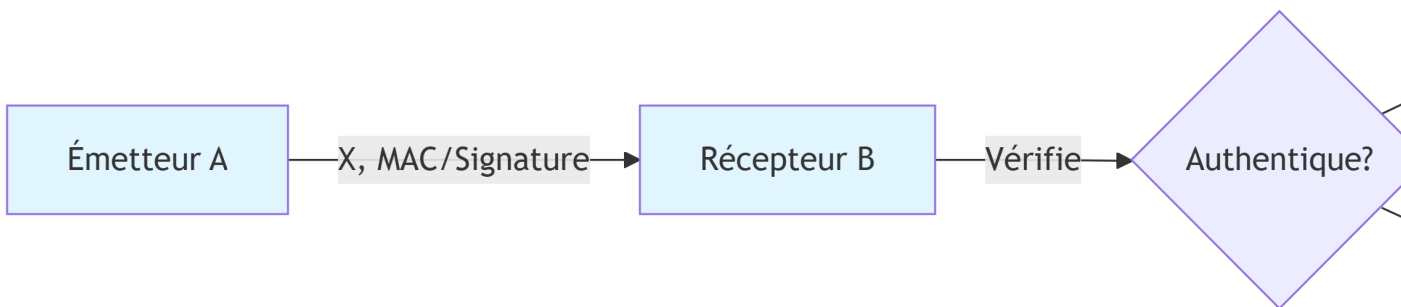 Émetteur A
X, MAC/Signature
Récepteur B
Vérifie
Authentique?